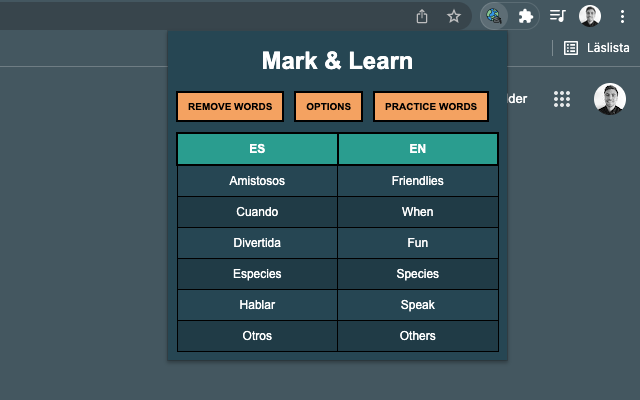 Läslista
Mark & Learn
REMOVE WORDS OPTIONS PRACTICE WORDS
lder
ES EN
Amistosos Friendlies
Cuando When
Divertida Fun
Especies Species
Hablar Speak
Otros Others